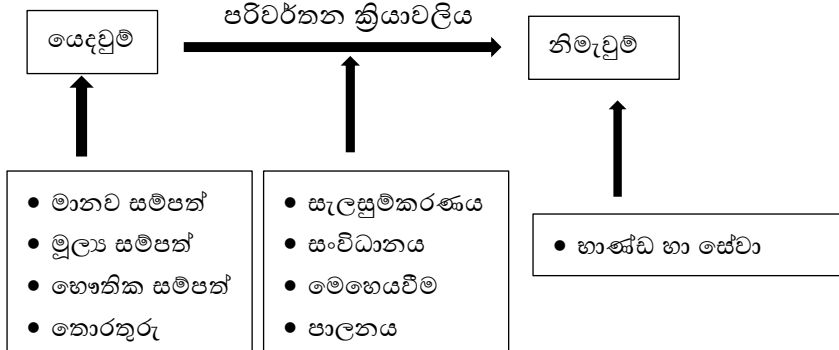 පරිවර්තන ක්‍රියාවලිය
යෙදවුම්
නිමැවුම්
• මානව සම්පත්
• මූල්‍ය සම්පත්
• භෞතික සම්පත්
• තොරතුරු
• සැලසුම්කරණය
• සංවිධානය
• මෙහෙයවීම
• පාලනය
• භාණ්ඩ හා සේවා